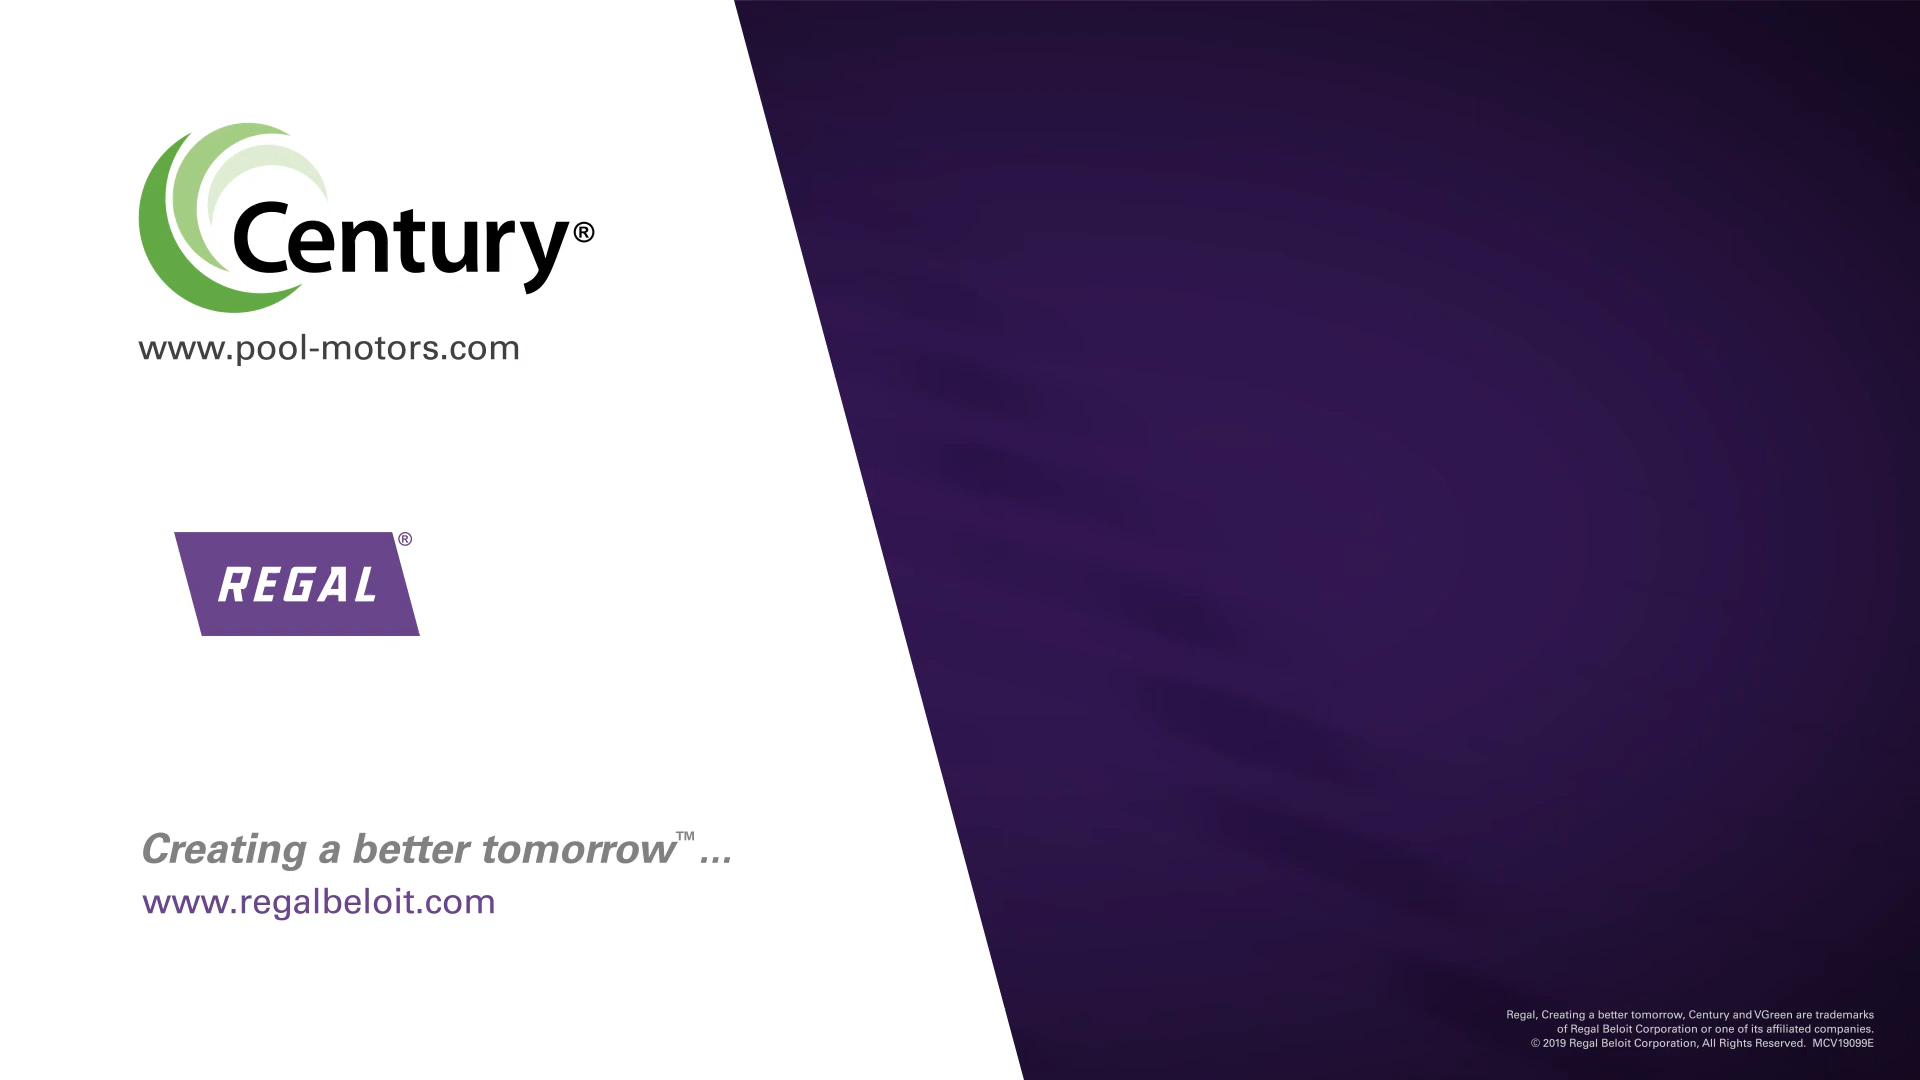 Century®
www.pool-motors.com
REGAL®
Creating a better tomorrow™...
www.regalbeloit.com
Regal, Creating a better tomorrow, Century and VGreen are trademarks
of Regal Beloit Corporation or one of its affiliated companies.
© 2019 Regal Beloit Corporation, All Rights Reserved. MCV19099E